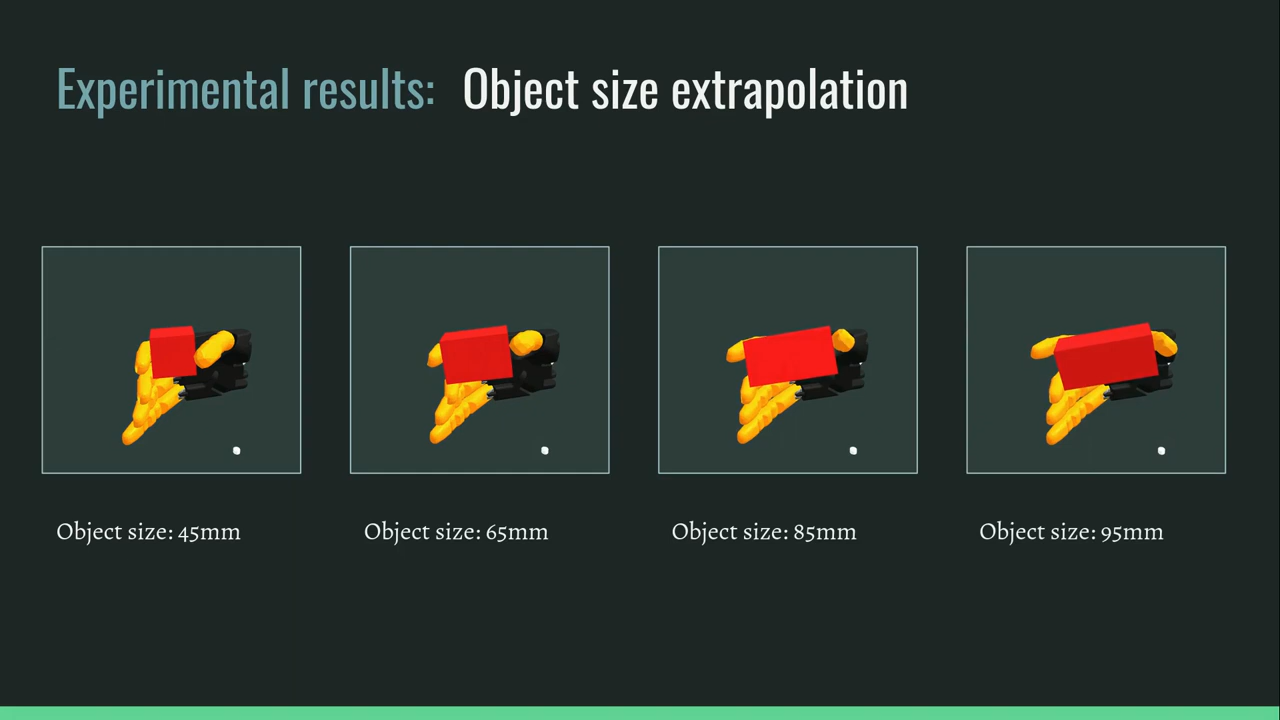 Experimental results: Object size extrapolation
Object size: 45mm
Object size: 65mm
Object size: 85mm
Object size: 95mm